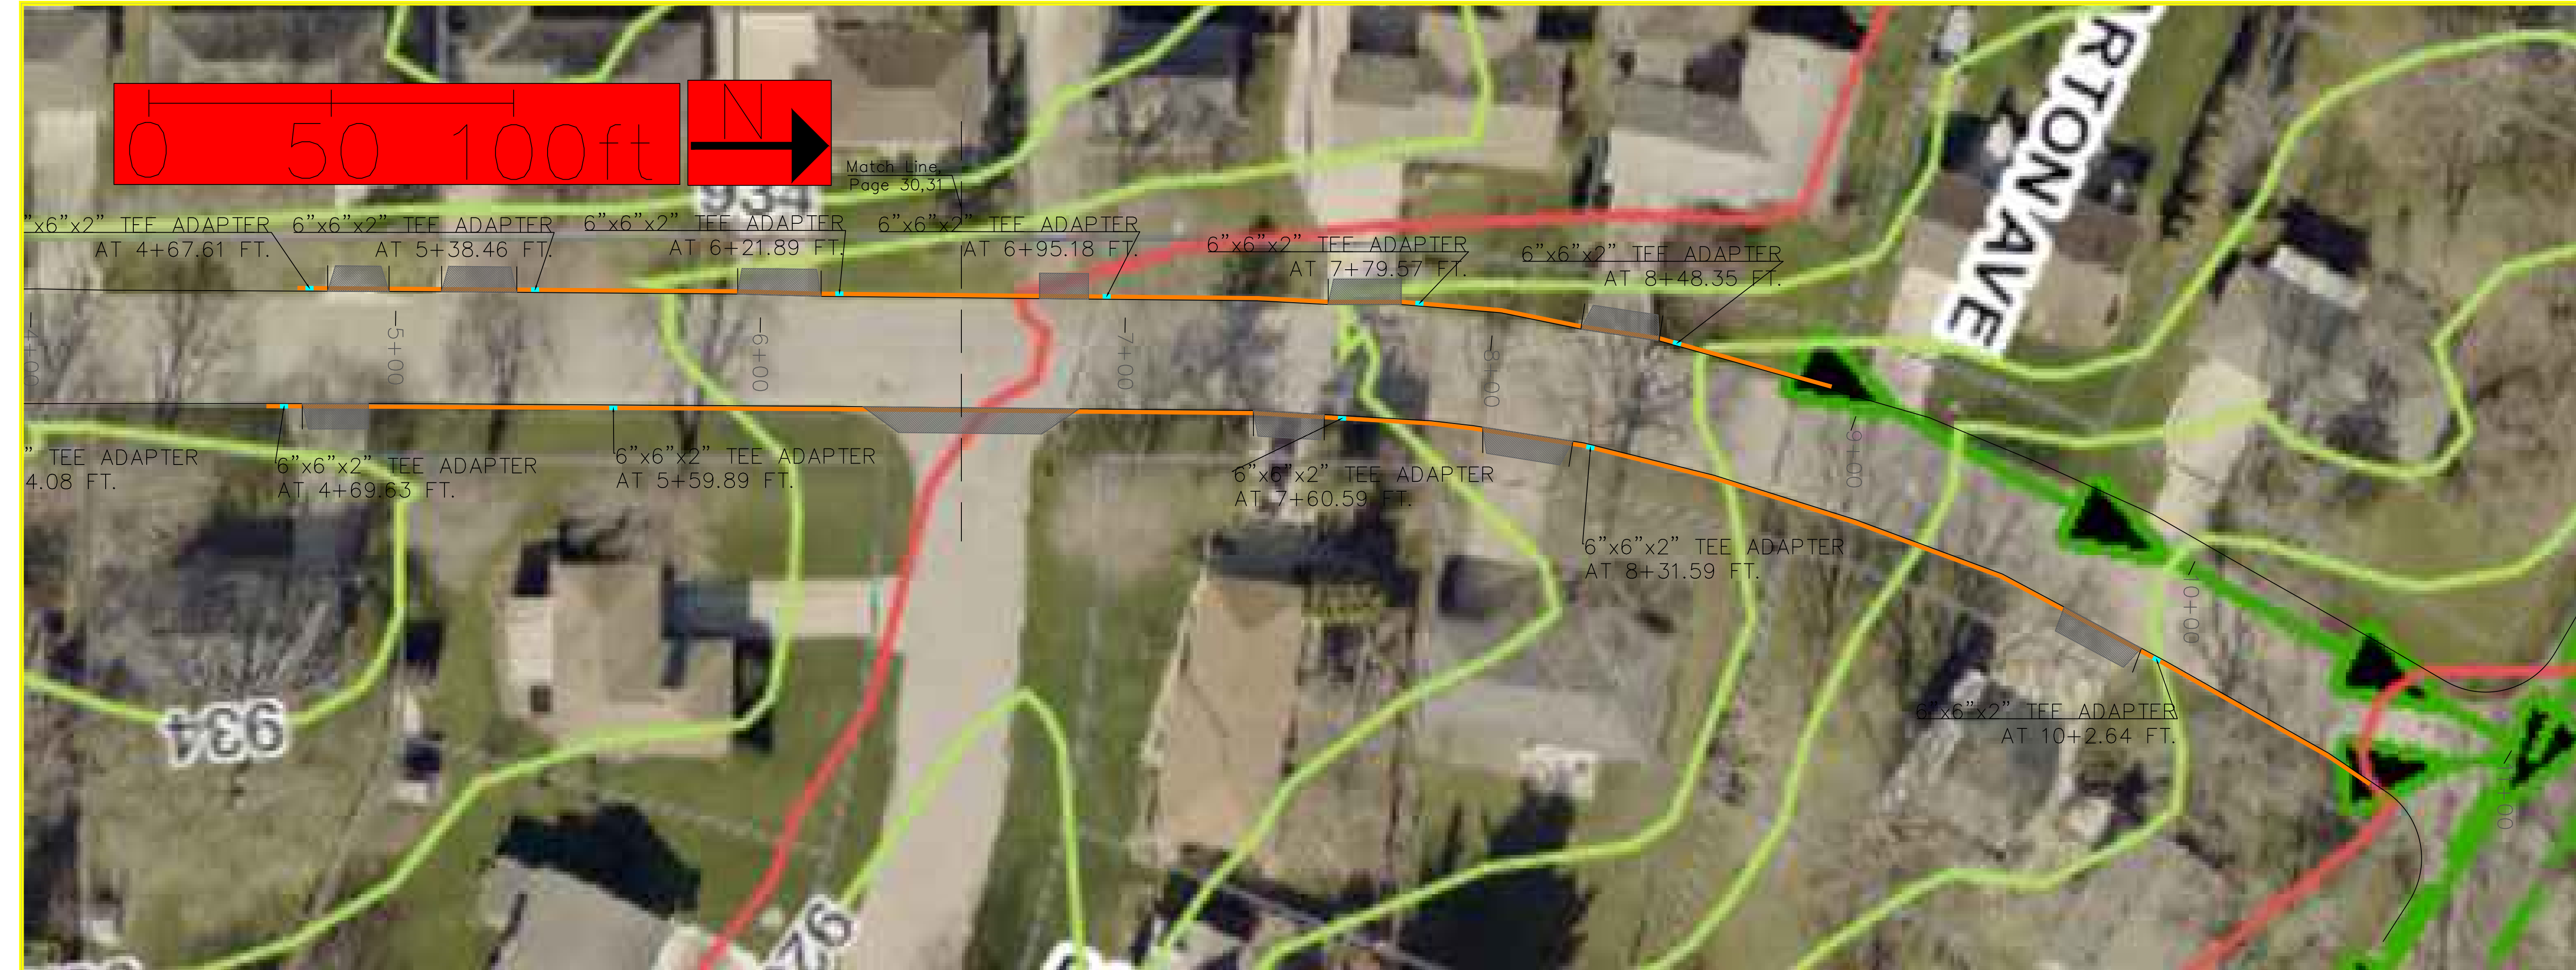 RTON AVE
N
0 50 100ft
Match Line,
Page 30,31
934
"x6"x2" TEE ADAPTER
AT 4+67.61 FT.
6"x6"x2" TEE ADAPTER
AT 5+38.46 FT.
6"x6"x2" TEE ADAPTER
AT 6+21.89 FT.
6"x6"x2" TEE ADAPTER
AT 6+95.18 FT.
6"x6"x2" TEE ADAPTER
AT 7+79.57 FT.
6"x6"x2" TEE ADAPTER
AT 8+48.35 FT.
4+00
5+00
6+00
7+00
8+00
9+00
10+00
" TEE ADAPTER
4.08 FT.
6"x6"x2" TEE ADAPTER
AT 4+69.63 FT.
6"x6"x2" TEE ADAPTER
AT 5+59.89 FT.
6"x6"x2" TEE ADAPTER
AT 7+60.59 FT.
6"x6"x2" TEE ADAPTER
AT 8+31.59 FT.
6"x6"x2" TEE ADAPTER
AT 10+2.64 FT.
934